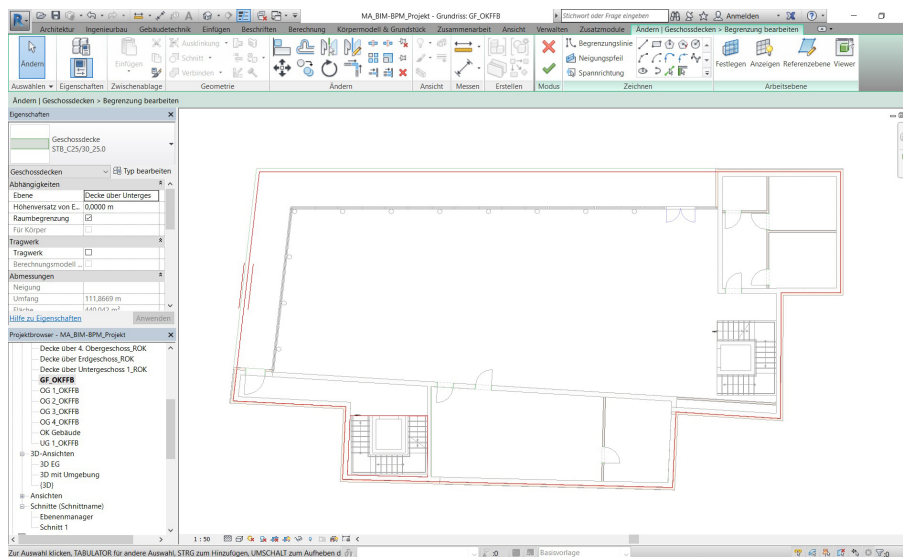 MA_BIM-BPM_Projekt - Grundriss: GF_OKFFB
Stichwort oder Frage eingeben
Anmelden
Architektur Ingenieurbau Gebäudetechnik Einfügen Beschriften Berechnung Körpermodell & Grundstück Zusammenarbeit Ansicht Verwalten Zusatzmodule Ändern | Geschossdecken > Begrenzung bearbeiten
Ändern
Einfügen
Ausklinkung
Schnitt
Verbinden
Begrenzungslinie
Neigungspfeil
Spannrichtung
Festlegen Anzeigen Referenzebene Viewer
Auswählen Eigenschaften Zwischenablage Geometrie Ändern Ansicht Messen Erstellen Modus Zeichnen Arbeitsebene
Ändern | Geschossdecken > Begrenzung bearbeiten
Eigenschaften
Geschossdecke
STB_C25/30_25.0
Geschossdecken Typ bearbeiten
Abhängigkeiten
Ebene Decke über Unterges
Höhenversatz von E... 0,0000 m
Raumbegrenzung
Für Körper
Tragwerk
Tragwerk
Berechnungsmodell ...
Abmessungen
Neigung
Umfang 111,8669 m
Fläche 440,042 m²
Hilfe zu Eigenschaften Anwenden
Projektbrowser - MA_BIM-BPM_Projekt
Decke über 4. Obergeschoss_ROK
Decke über Erdgeschoss_ROK
Decke über Untergeschoss 1_ROK
GF_OKFFB
OG 1_OKFFB
OG 2_OKFFB
OG 3_OKFFB
OG 4_OKFFB
OK Gebäude
UG 1_OKFFB
3D-Ansichten
3D EG
3D mit Umgebung
{3D}
Ansichten
Schnitte (Schnittname)
Ebenenmanager
Schnitt 1
1 : 50
Zur Auswahl klicken, TABULATOR für andere Auswahl, STRG zum Hinzufügen, UMSCHALT zum Aufheben d
:0
Basisvorlage
:0